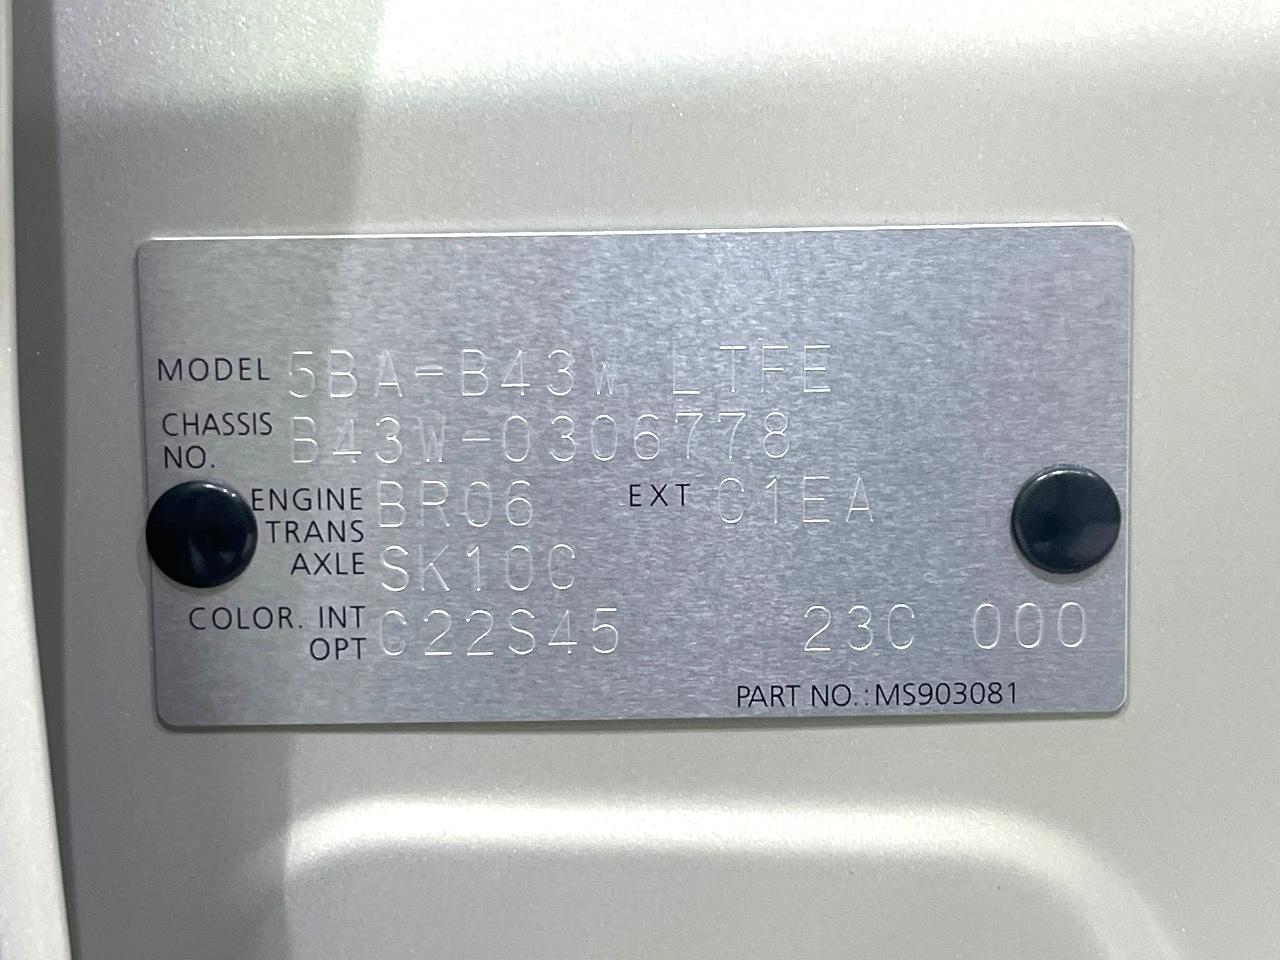 MODEL 5BA-B43W LTFE
CHASSIS NO. B43W-0306778
ENGINE BR06 EXT C1EA
TRANS AXLE SK10C
COLOR. INT OPT C22S45 23C 000
PART NO.: MS903081